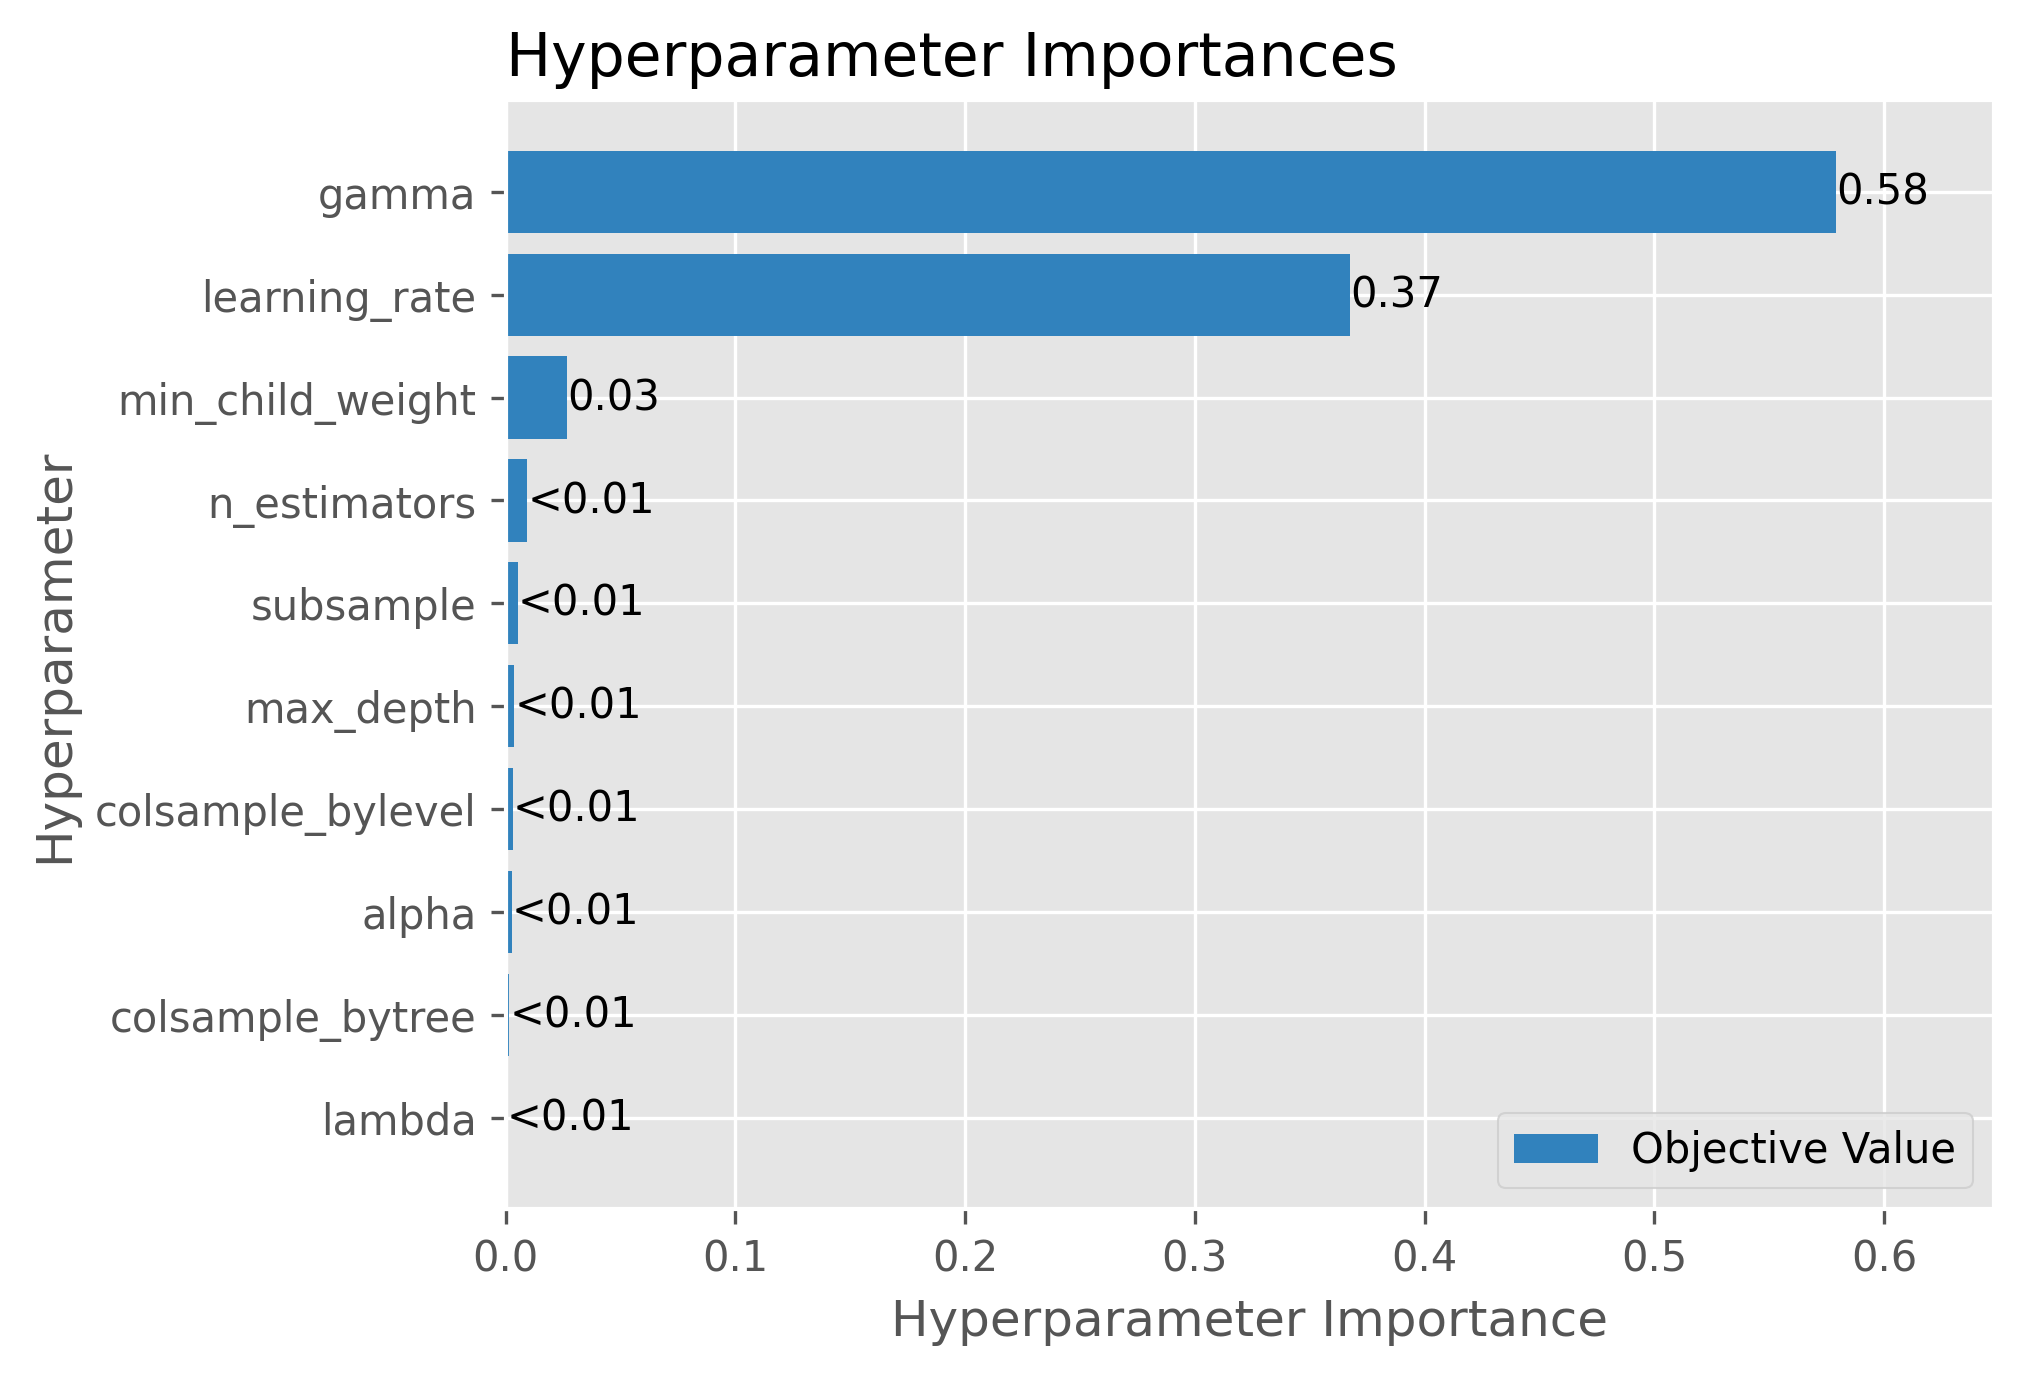 Hyperparameter Importances
gamma
0.58
learning_rate
0.37
min_child_weight
0.03
n_estimators
<0.01
subsample
<0.01
max_depth
<0.01
colsample_bylevel
<0.01
alpha
<0.01
colsample_bytree
<0.01
lambda
<0.01
Hyperparameter
Objective Value
0.0 0.1 0.2 0.3 0.4 0.5 0.6
Hyperparameter Importance